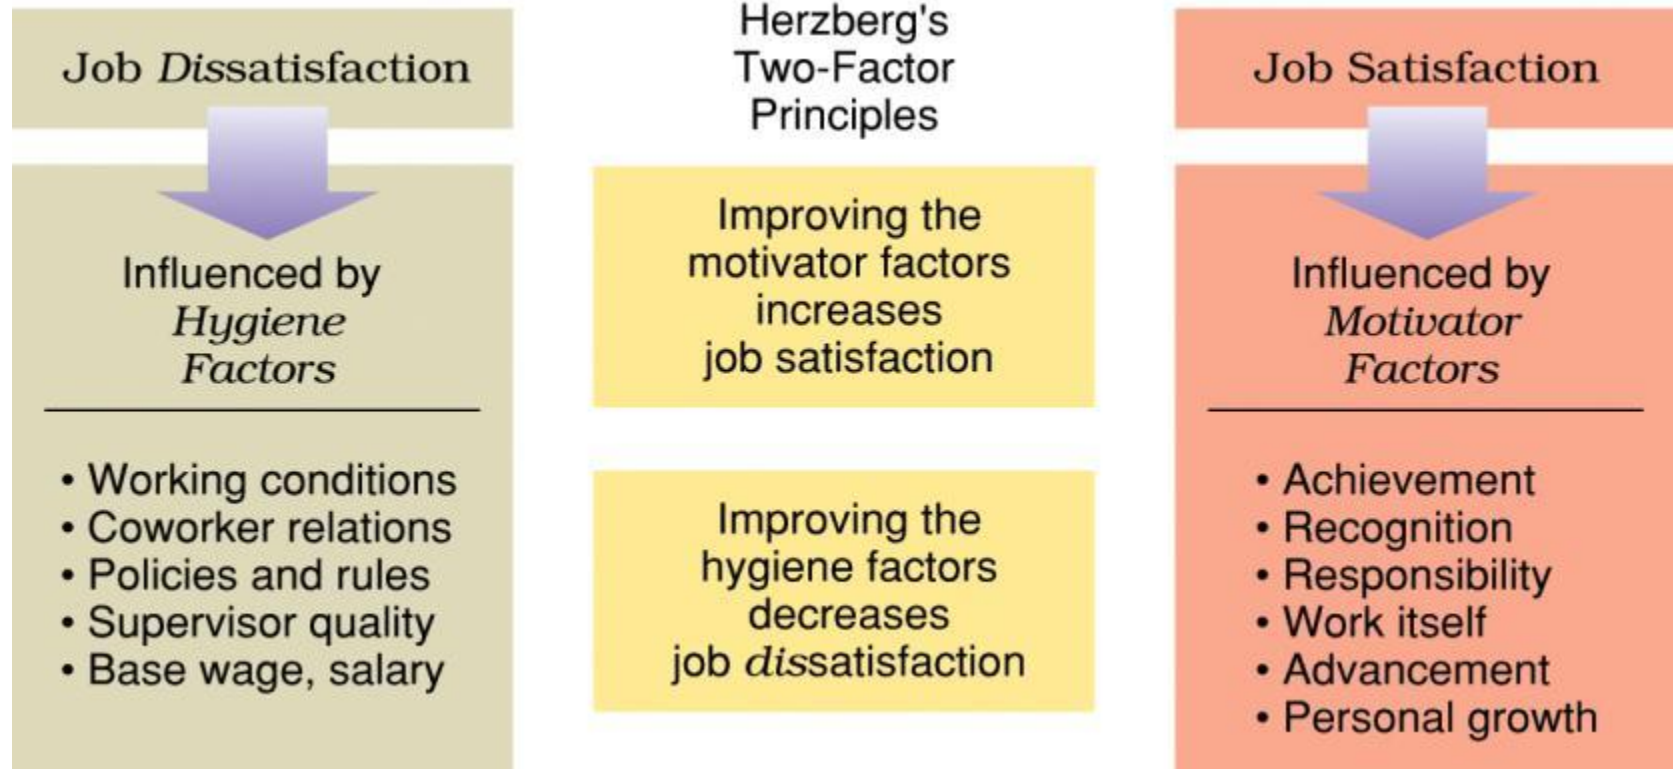 Job Dissatisfaction
Influenced by
Hygiene
Factors
• Working conditions
• Coworker relations
• Policies and rules
• Supervisor quality
• Base wage, salary
Herzberg's
Two-Factor
Principles
Improving the
motivator factors
increases
job satisfaction
Improving the
hygiene factors
decreases
job dissatisfaction
Job Satisfaction
Influenced by
Motivator
Factors
• Achievement
• Recognition
• Responsibility
• Work itself
• Advancement
• Personal growth